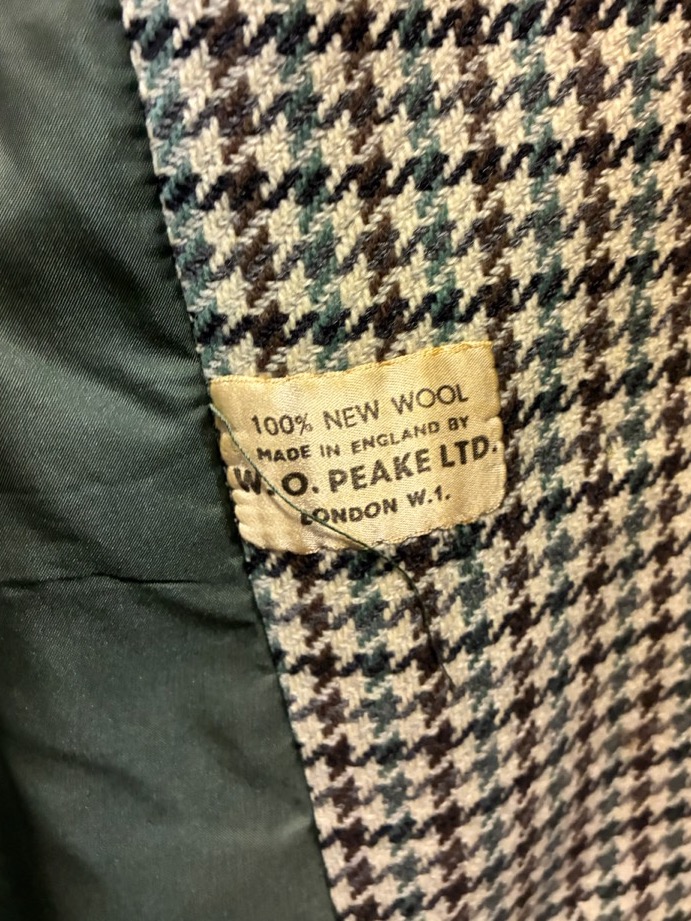 100% NEW WOOL
MADE IN ENGLAND BY
W.O. PEAKE LTD.
LONDON W.1.